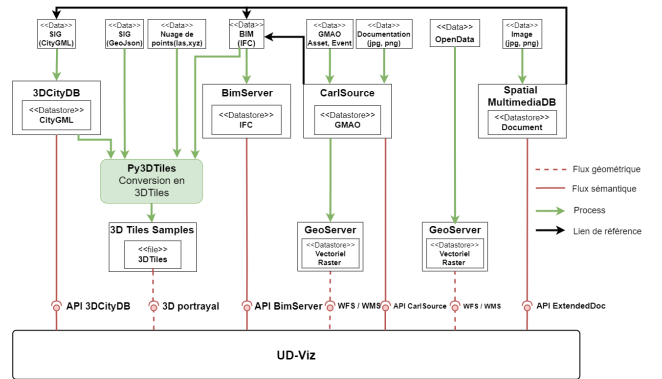 <<Data>>
SIG
(CityGML)
<<Data>>
SIG
(GeoJson)
<<Data>>
Nuage de
points(las,xyz)
<<Data>>
BIM
(IFC)
<<Data>>
GMAO
Asset, Event
<<Data>>
Documentation
(jpg, png)
<<Data>>
OpenData
<<Data>>
Image
(jpg, png)
3DCityDB
<<Datastore>>
CityGML
BimServer
<<Datastore>>
IFC
CarlSource
<<Datastore>>
GMAO
Spatial
MultimediaDB
<<Datastore>>
Document
Py3DTiles
Conversion en
3DTiles
Flux géométrique
Flux sémantique
Process
Lien de référence
3D Tiles Samples
<<file>>
3DTiles
GeoServer
<<Datastore>>
Vectoriel
Raster
GeoServer
<<Datastore>>
Vectoriel
Raster
API 3DCityDB
3D portrayal
API BimServer
WFS / WMS
API CarlSource
WFS / WMS
API ExtendedDoc
UD-Viz